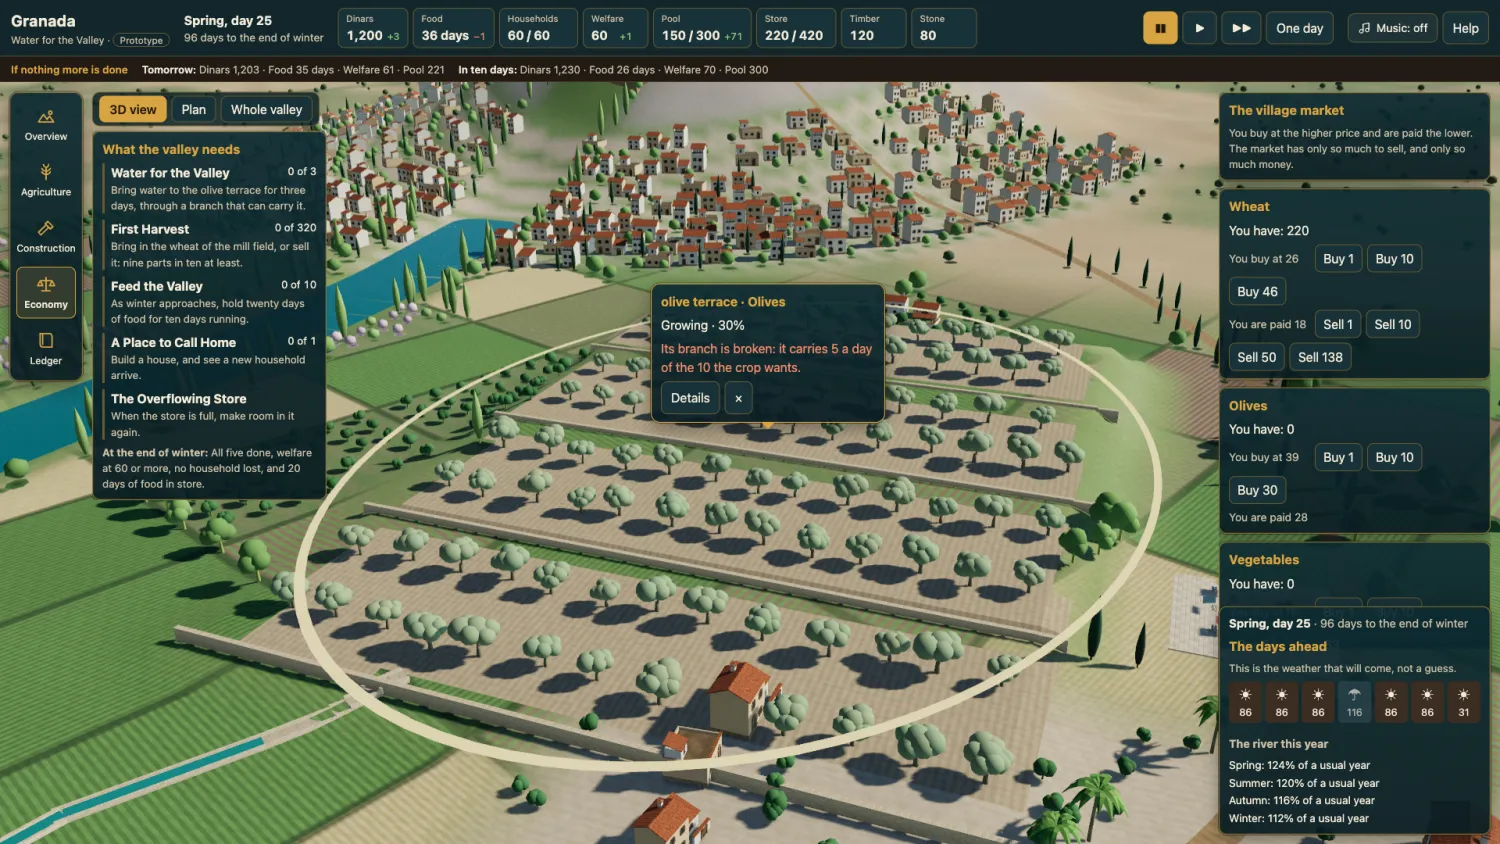 Granada
Water for the Valley · Prototype
Spring, day 25
96 days to the end of winter
Dinars
1,200 +3
Food
36 days −1
Households
60 / 60
Welfare
60 +1
Pool
150 / 300 +71
Store
220 / 420
Timber
120
Stone
80
One day
Music: off
Help
If nothing more is done Tomorrow: Dinars 1,203 · Food 35 days · Welfare 61 · Pool 221 In ten days: Dinars 1,230 · Food 26 days · Welfare 70 · Pool 300
Overview
Agriculture
Construction
Economy
Ledger
3D view
Plan
Whole valley
What the valley needs
Water for the Valley 0 of 3
Bring water to the olive terrace for three
days, through a branch that can carry it.
First Harvest 0 of 320
Bring in the wheat of the mill field, or sell
it: nine parts in ten at least.
Feed the Valley 0 of 10
As winter approaches, hold twenty days
of food for ten days running.
A Place to Call Home 0 of 1
Build a house, and see a new household
arrive.
The Overflowing Store
When the store is full, make room in it
again.
At the end of winter: All five done, welfare
at 60 or more, no household lost, and 20
days of food in store.
olive terrace · Olives
Growing · 30%
Its branch is broken: it carries 5 a day
of the 10 the crop wants.
Details ×
The village market
You buy at the higher price and are paid the lower.
The market has only so much to sell, and only so
much money.
Wheat
You have: 220
You buy at 26 Buy 1 Buy 10
Buy 46
You are paid 18 Sell 1 Sell 10
Sell 50 Sell 138
Olives
You have: 0
You buy at 39 Buy 1 Buy 10
Buy 30
You are paid 28
Vegetables
You have: 0
Spring, day 25 · 96 days to the end of winter
The days ahead
This is the weather that will come, not a guess.
86 86 86 116 86 86 31
The river this year
Spring: 124% of a usual year
Summer: 120% of a usual year
Autumn: 116% of a usual year
Winter: 112% of a usual year